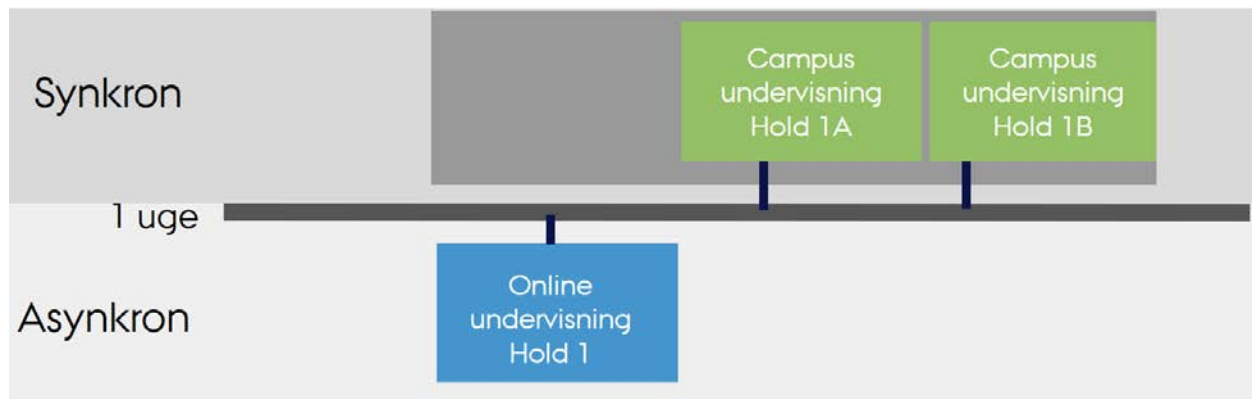 Synkron
Campus
undervisning
Hold 1A
Campus
undervisning
Hold 1B
1 uge
Asynkron
Online
undervisning
Hold 1